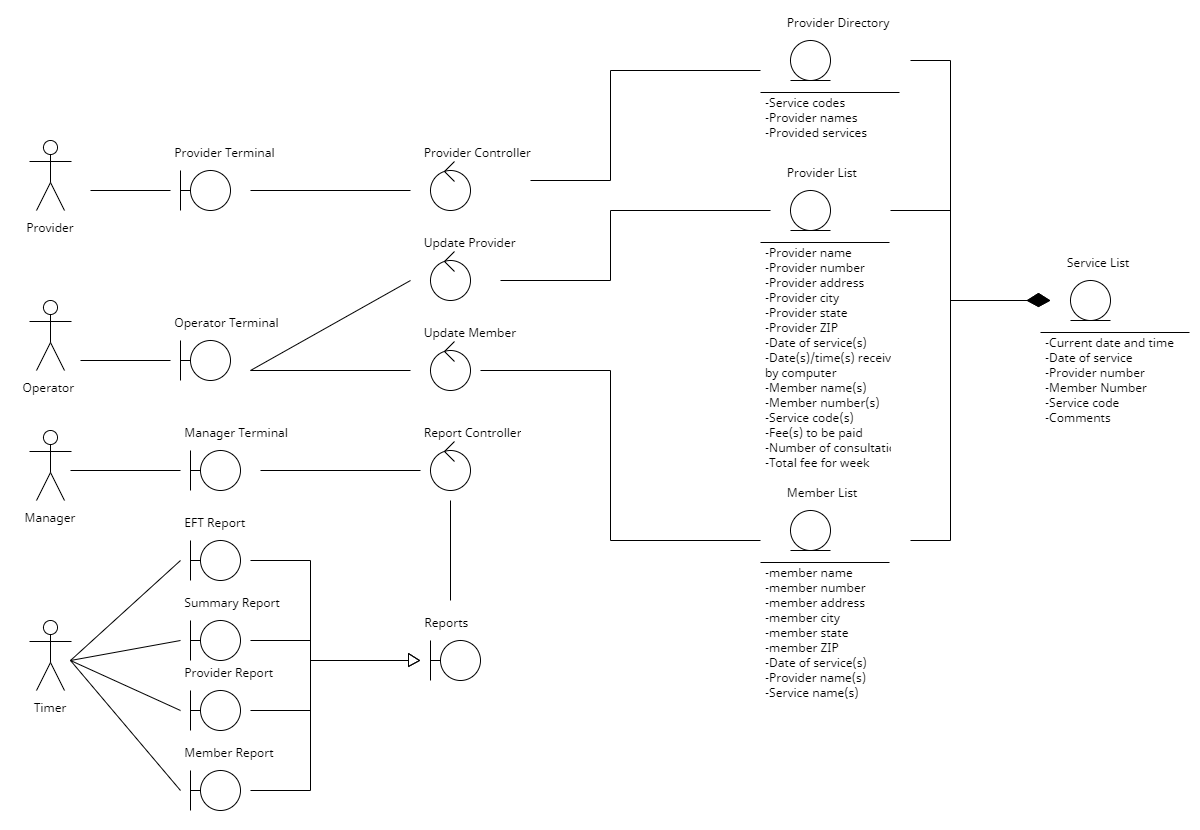 Provider Directory
-Service codes
-Provider names
-Provided services
Provider Terminal
Provider Controller
Provider
Provider List
-Provider name
-Provider number
-Provider address
-Provider city
-Provider state
-Provider ZIP
-Date of service(s)
-Date(s)/time(s) receiv
by computer
-Member name(s)
-Member number(s)
-Service code(s)
-Fee(s) to be paid
-Number of consultati
-Total fee for week
Update Provider
Service List
-Current date and time
-Date of service
-Provider number
-Member Number
-Service code
-Comments
Operator Terminal
Update Member
Operator
Manager Terminal
Report Controller
Manager
Member List
-member name
-member number
-member address
-member city
-member state
-member ZIP
-Date of service(s)
-Provider name(s)
-Service name(s)
EFT Report
Summary Report
Reports
Provider Report
Timer
Member Report